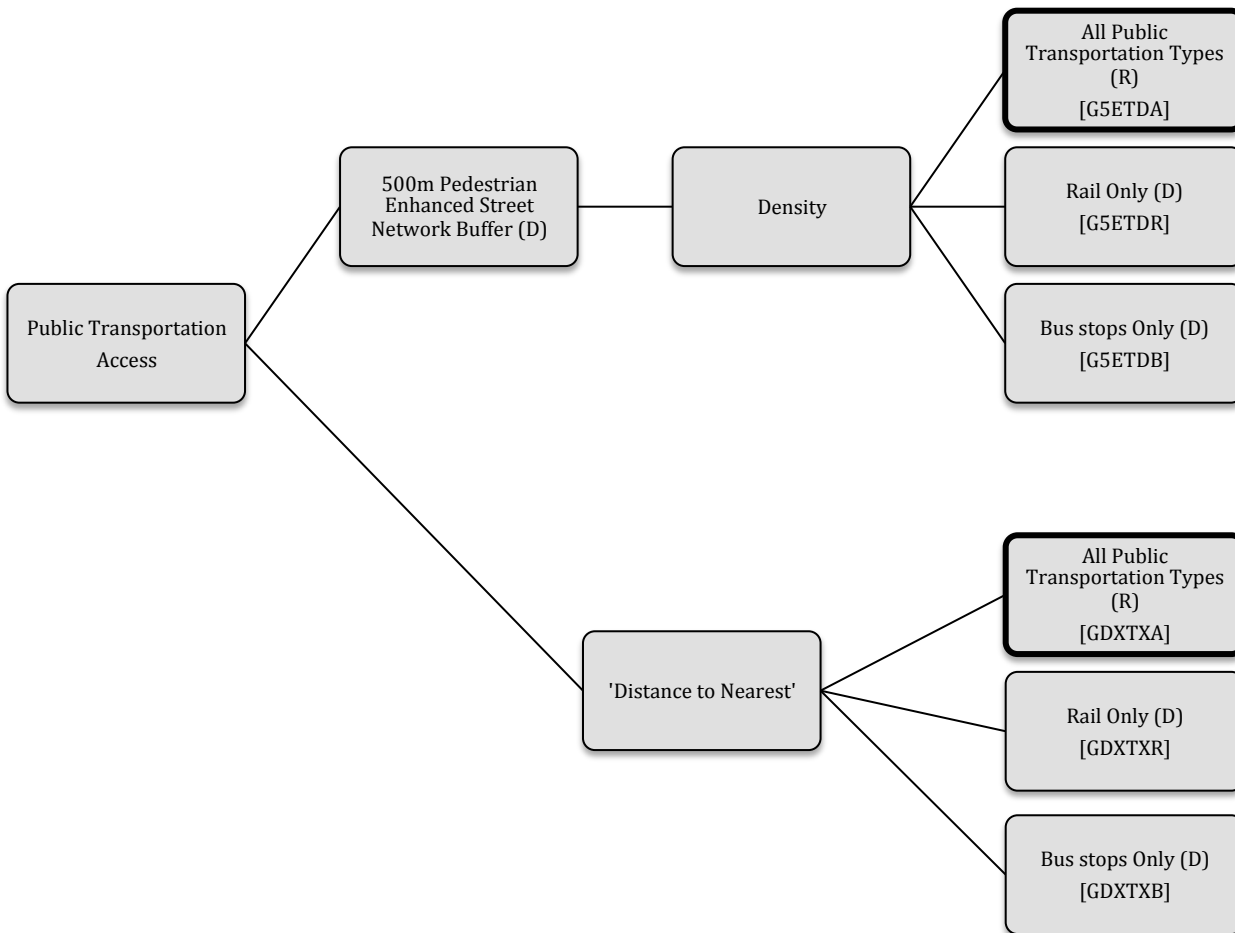 Public Transportation
Access
500m Pedestrian
Enhanced Street
Network Buffer (D)
Density
All Public
Transportation Types
(R)
[G5ETDA]
Rail Only (D)
[G5ETDR]
Bus stops Only (D)
[G5ETDB]
'Distance to Nearest'
All Public
Transportation Types
(R)
[GDXTXA]
Rail Only (D)
[GDXTXR]
Bus stops Only (D)
[GDXTXB]